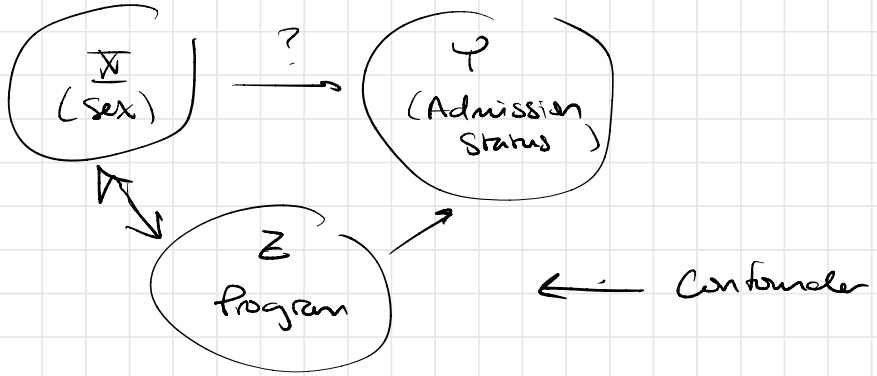 X
(Sex)
?
Y
(Admission
Status)
Z
Program
Confounder